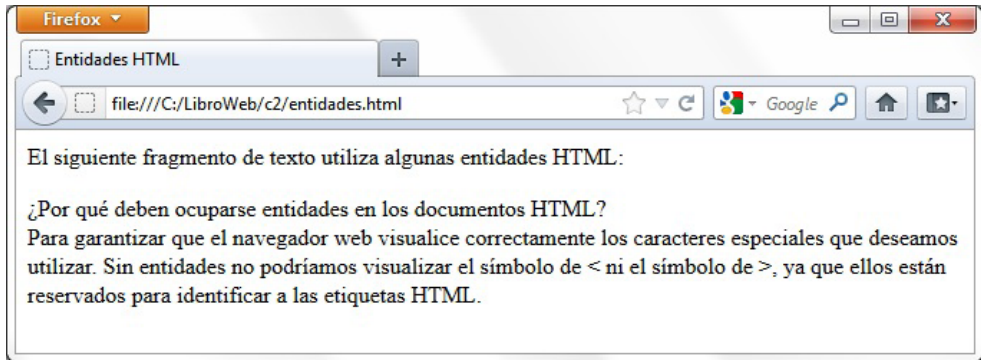 Firefox
Entidades HTML
file:///C:/LibroWeb/c2/entidades.html
Google
El siguiente fragmento de texto utiliza algunas entidades HTML:
¿Por qué deben ocuparse entidades en los documentos HTML?
Para garantizar que el navegador web visualice correctamente los caracteres especiales que deseamos
utilizar. Sin entidades no podríamos visualizar el símbolo de < ni el símbolo de >, ya que ellos están
reservados para identificar a las etiquetas HTML.